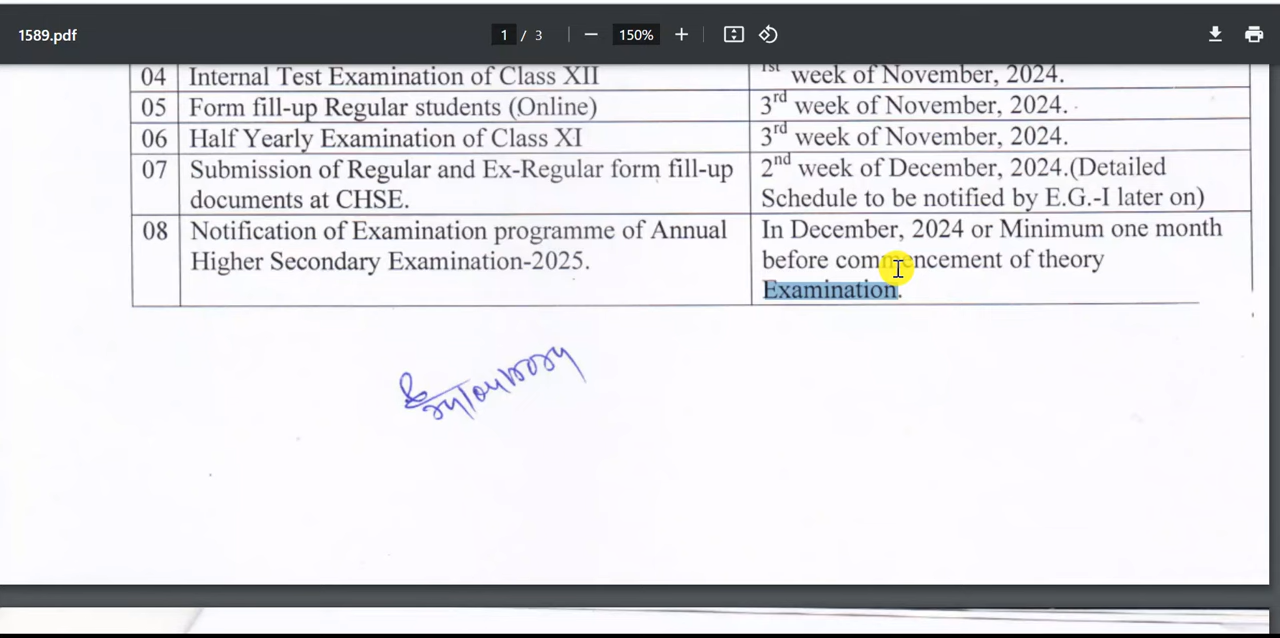 1589.pdf
1 / 3
150%
04 Internal Test Examination of Class XII 1st week of November, 2024.
05 Form fill-up Regular students (Online) 3rd week of November, 2024.
06 Half Yearly Examination of Class XI 3rd week of November, 2024.
07 Submission of Regular and Ex-Regular form fill-up 2nd week of December, 2024.(Detailed
documents at CHSE. Schedule to be notified by E.G.-I later on)
08 Notification of Examination programme of Annual In December, 2024 or Minimum one month
Higher Secondary Examination-2025. before commencement of theory
Examination.